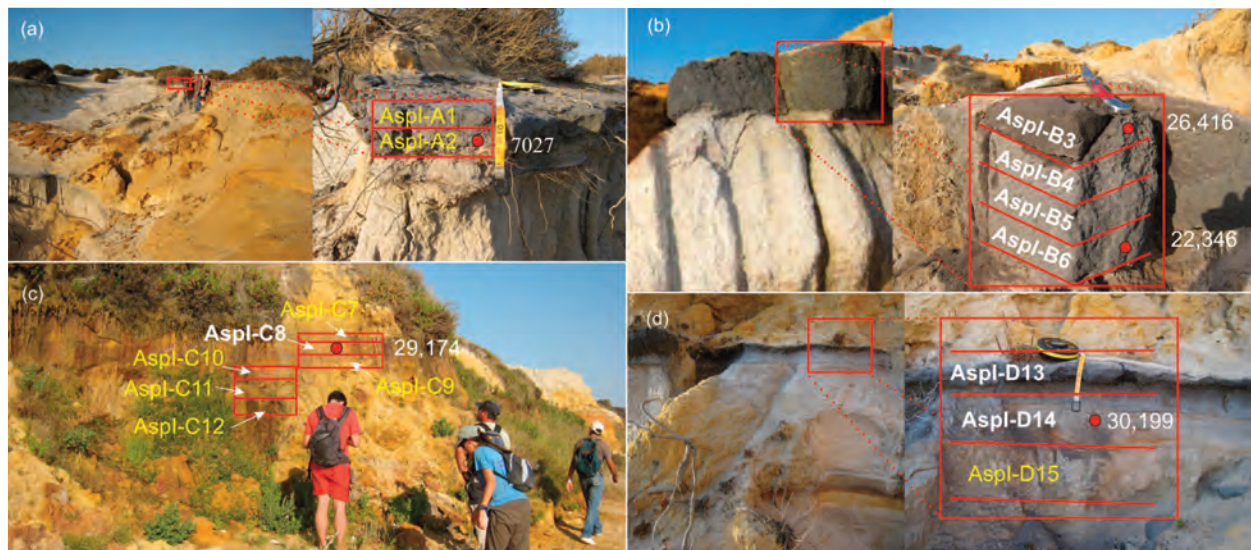 (a)
Aspl-A1
Aspl-A2
7027
(b)
Aspl-B3
26,416
Aspl-B4
Aspl-B5
Aspl-B6
22,346
(c)
Aspl-C7
Aspl-C8
29,174
Aspl-C10
Aspl-C9
Aspl-C11
Aspl-C12
(d)
Aspl-D13
Aspl-D14
30,199
Aspl-D15